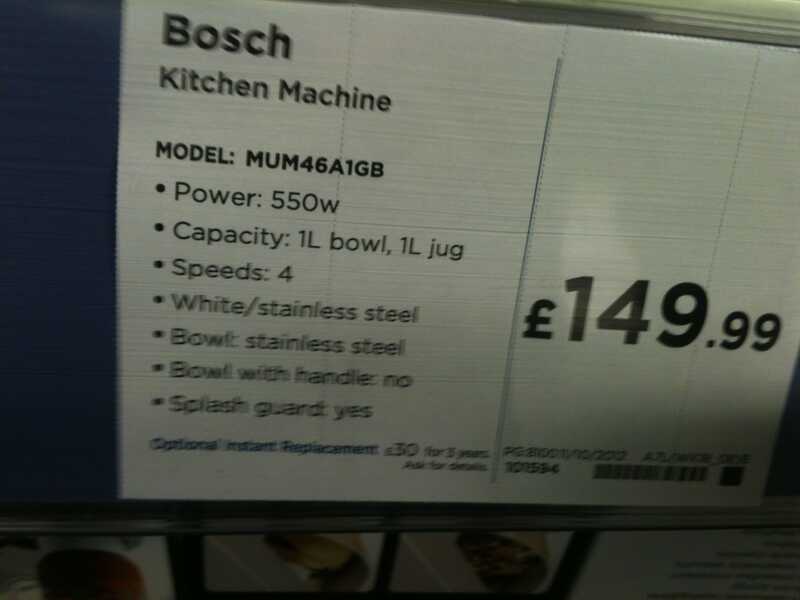 Bosch
Kitchen Machine
MODEL: MUM46A1GB
• Power: 550w
• Capacity: 1L bowl, 1L jug
• Speeds: 4
• White/stainless steel
• Bowl: stainless steel
• Bowl with handle: no
• Splash guard: yes
£149.99
Optional Instant Replacement £30 for 3 years.
Ask for details.
101594